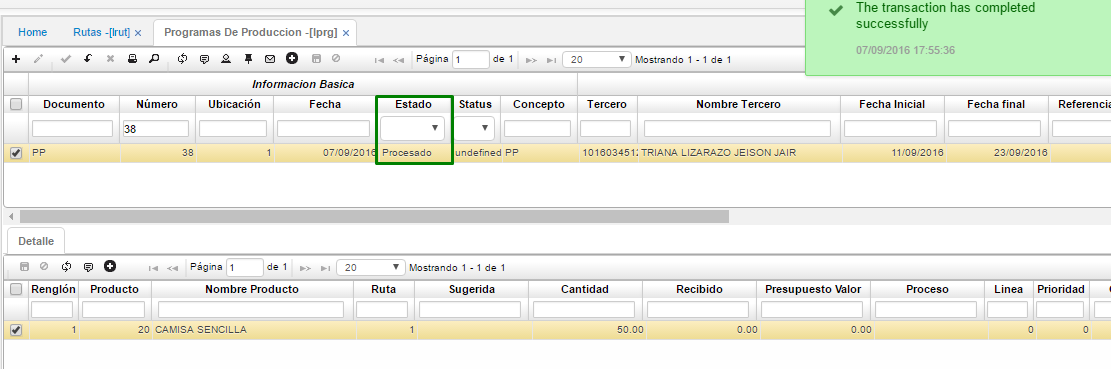 The transaction has completed
successfully
07/09/2016 17:55:36
Home Rutas -[lrut] × Programas De Produccion -[lprg] ×
Página 1 de 1 20 Mostrando 1 - 1 de 1
Informacion Basica
Documento Número Ubicación Fecha Estado Status Concepto Tercero Nombre Tercero Fecha Inicial Fecha final Referencia
38
PP 38 1 07/09/2016 Procesado undefined PP 1016034512 TRIANA LIZARAZO JEISON JAIR 11/09/2016 23/09/2016
Detalle
Página 1 de 1 20 Mostrando 1 - 1 de 1
Renglón Producto Nombre Producto Ruta Sugerida Cantidad Recibido Presupuesto Valor Proceso Linea Prioridad
1 20 CAMISA SENCILLA 1 50.00 0.00 0.00 0 0